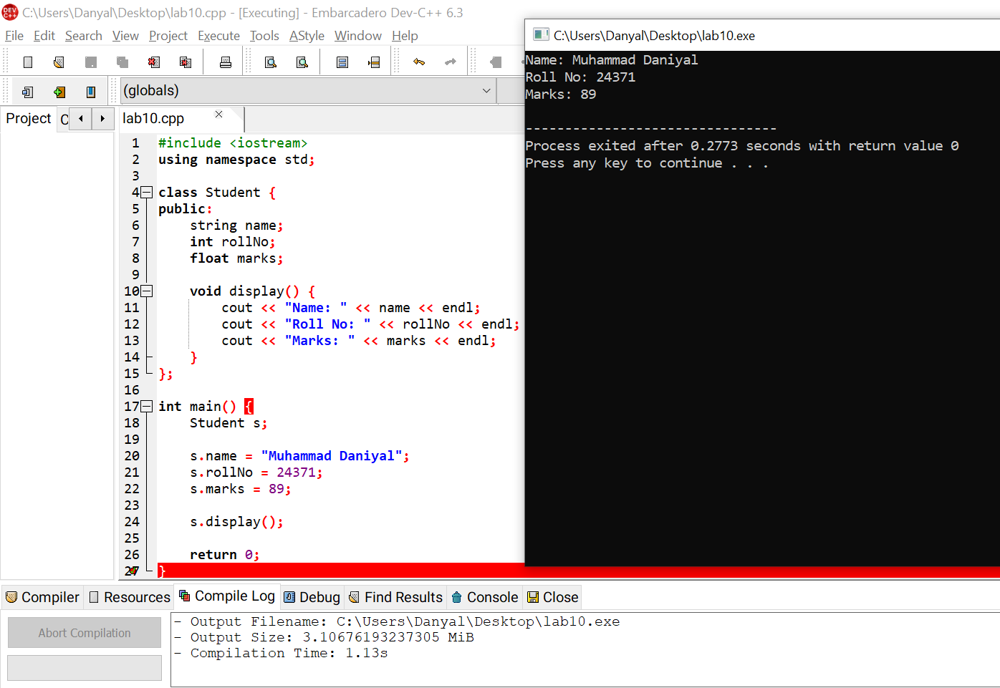 C:\Users\Danyal\Desktop\lab10.cpp - [Executing] - Embarcadero Dev-C++ 6.3
File Edit Search View Project Execute Tools AStyle Window Help
(globals)
Project C
lab10.cpp
1 #include <iostream>
2 using namespace std;
3
4 class Student {
5 public:
6     string name;
7     int rollNo;
8     float marks;
9
10     void display() {
11         cout << "Name: " << name << endl;
12         cout << "Roll No: " << rollNo << endl;
13         cout << "Marks: " << marks << endl;
14     }
15 };
16
17 int main() {
18     Student s;
19
20     s.name = "Muhammad Daniyal";
21     s.rollNo = 24371;
22     s.marks = 89;
23
24     s.display();
25
26     return 0;
27 }
C:\Users\Danyal\Desktop\lab10.exe
Name: Muhammad Daniyal
Roll No: 24371
Marks: 89
--------------------------------
Process exited after 0.2773 seconds with return value 0
Press any key to continue . . .
Compiler Resources Compile Log Debug Find Results Console Close
Abort Compilation
- Output Filename: C:\Users\Danyal\Desktop\lab10.exe
- Output Size: 3.10676193237305 MiB
- Compilation Time: 1.13s